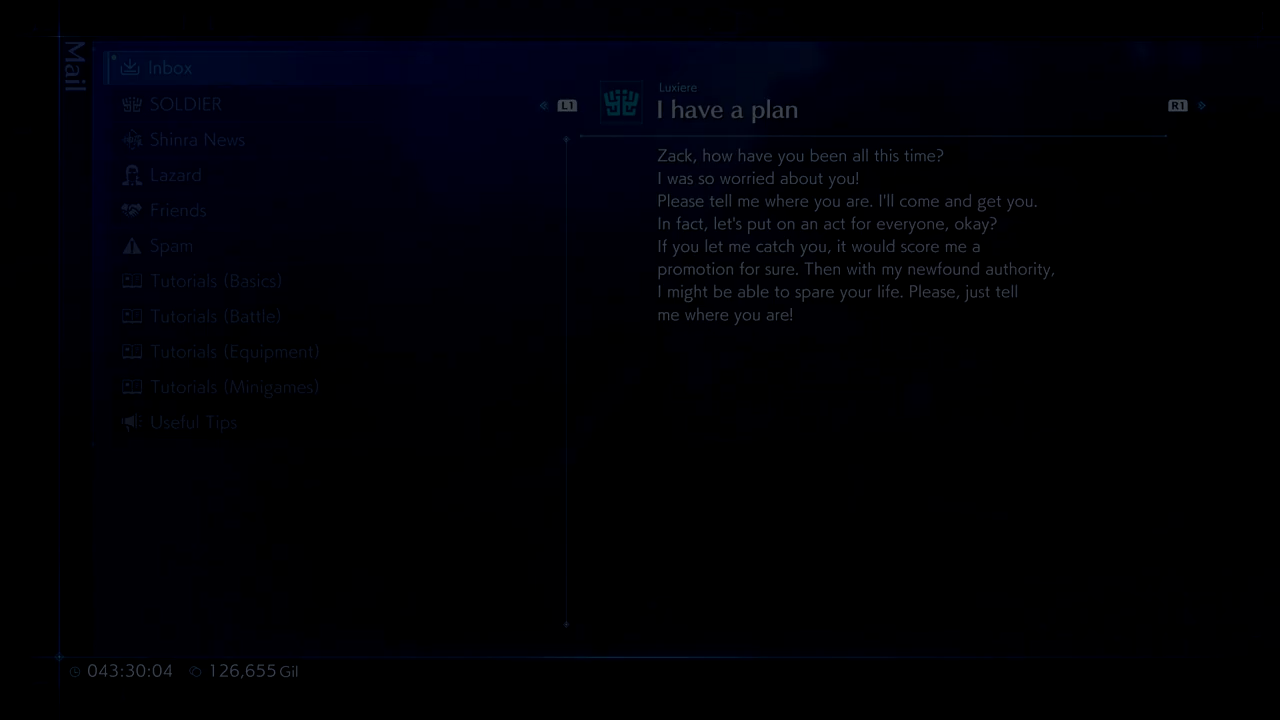 Mail
Inbox
SOLDIER
Shinra News
Lazard
Friends
Spam
Tutorials (Basics)
Tutorials (Battle)
Tutorials (Equipment)
Tutorials (Minigames)
Useful Tips
L1
Luxiere
I have a plan
R1
Zack, how have you been all this time?
I was so worried about you!
Please tell me where you are. I'll come and get you.
In fact, let's put on an act for everyone, okay?
If you let me catch you, it would score me a
promotion for sure. Then with my newfound authority,
I might be able to spare your life. Please, just tell
me where you are!
043:30:04 126,655 Gil